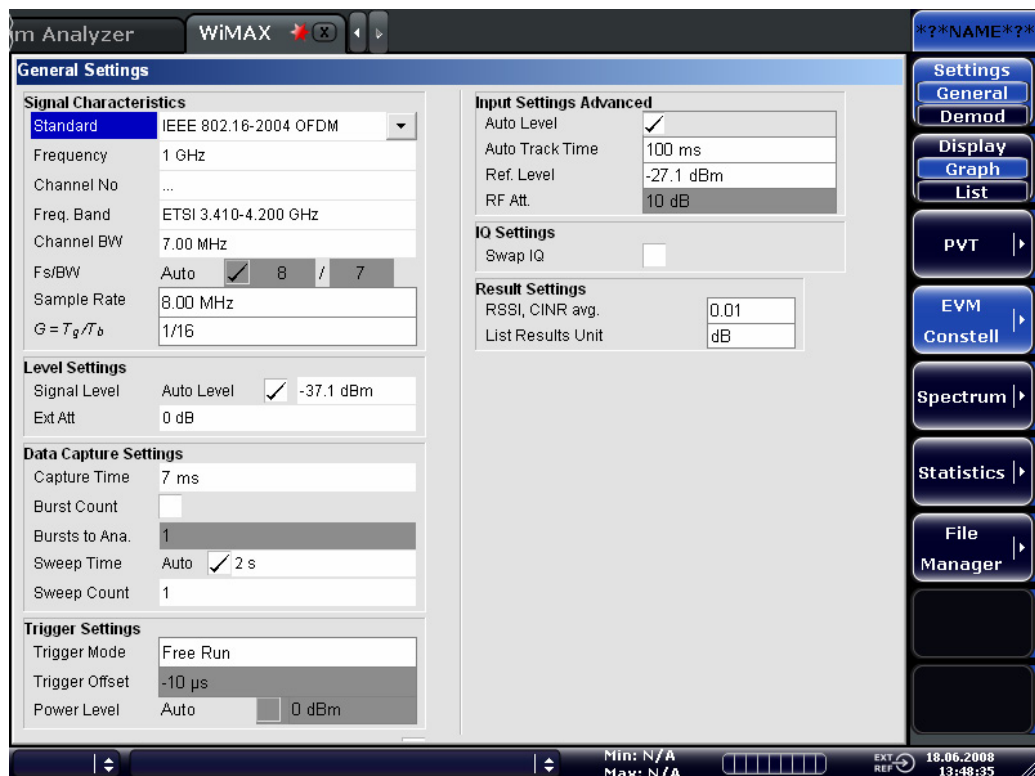 m Analyzer
WiMAX x
*?*NAME*?*
General Settings
Signal Characteristics
Standard IEEE 802.16-2004 OFDM
Frequency 1 GHz
Channel No ...
Freq. Band ETSI 3.410-4.200 GHz
Channel BW 7.00 MHz
Fs/BW Auto 8 / 7
Sample Rate 8.00 MHz
G = Tg/Tb 1/16
Level Settings
Signal Level Auto Level -37.1 dBm
Ext Att 0 dB
Data Capture Settings
Capture Time 7 ms
Burst Count
Bursts to Ana. 1
Sweep Time Auto 2 s
Sweep Count 1
Trigger Settings
Trigger Mode Free Run
Trigger Offset -10 µs
Power Level Auto 0 dBm
Input Settings Advanced
Auto Level
Auto Track Time 100 ms
Ref. Level -27.1 dBm
RF Att. 10 dB
IQ Settings
Swap IQ
Result Settings
RSSI, CINR avg. 0.01
List Results Unit dB
Settings
General
Demod
Display
Graph
List
PVT
EVM
Constell
Spectrum
Statistics
File
Manager
Min: N/A
Max: N/A
EXT
REF
18.06.2008
13:48:35